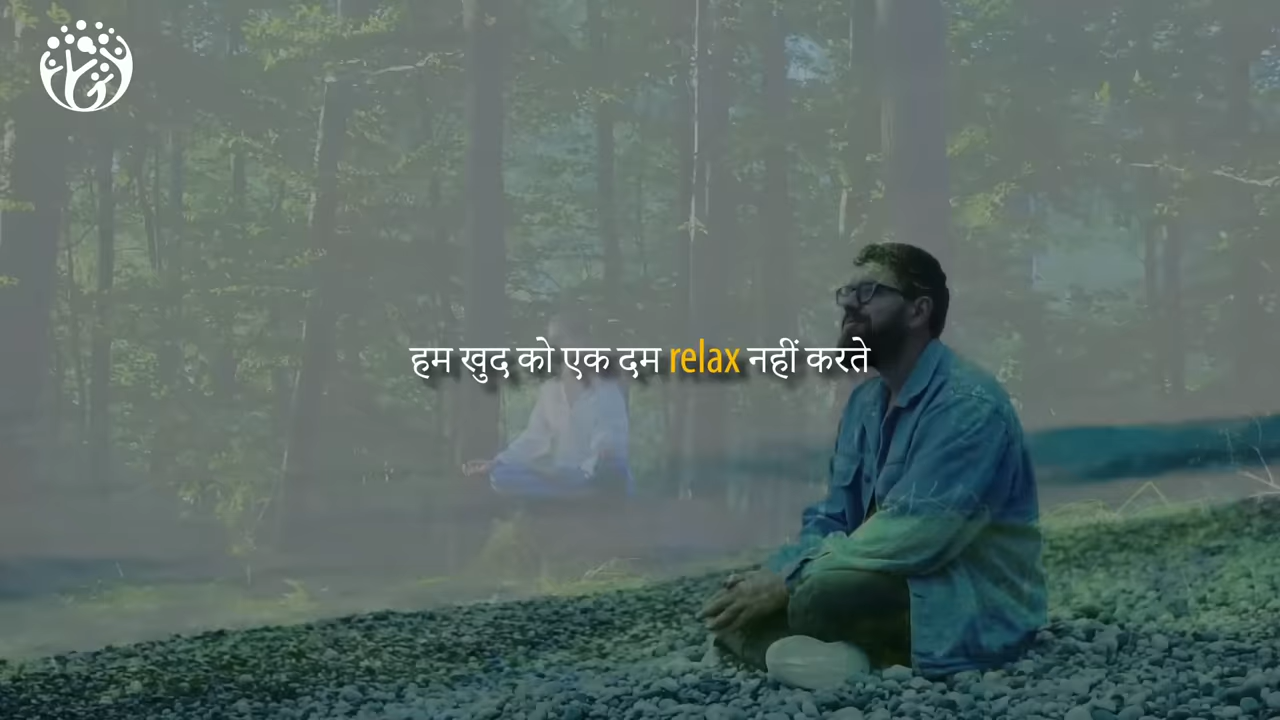 हम खुद को एक दम relax नहीं करते